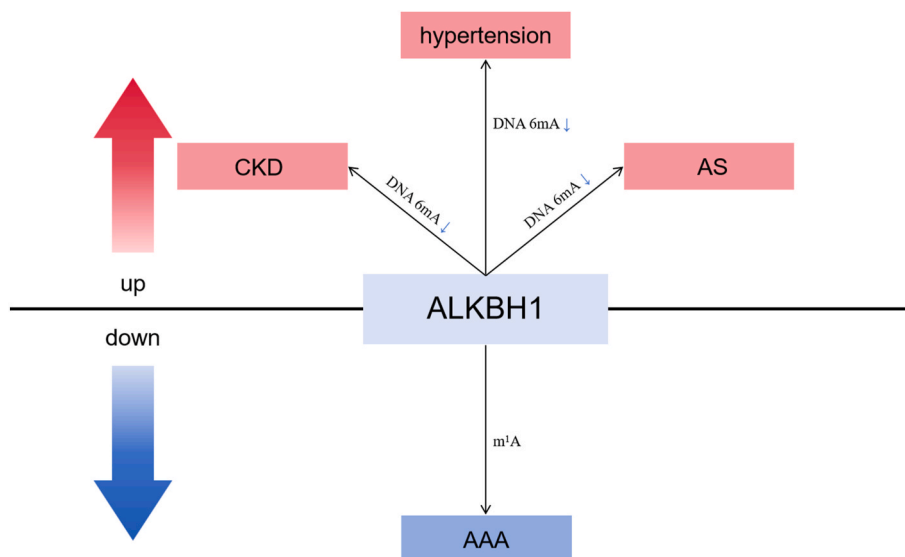 hypertension
DNA 6mA ↓
CKD
AS
DNA 6mA ↓
DNA 6mA ↓
up
ALKBH1
down
m¹A
AAA